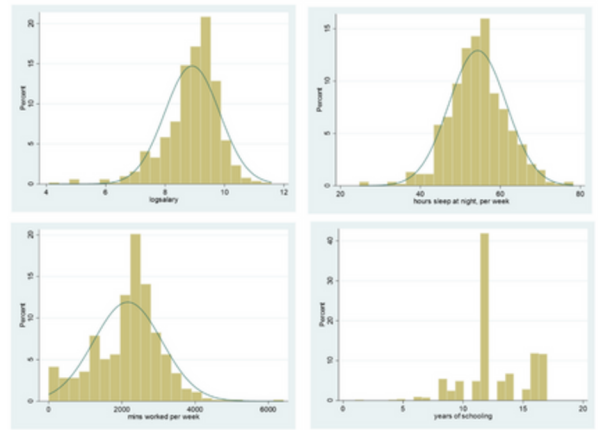 Percent
0 5 10 15 20
4 6 8 10 12
logsalary
Percent
0 5 10 15
20 40 60 80
hours sleep at night, per week
Percent
0 5 10 15 20
0 2000 4000 6000
mins worked per week
Percent
0 10 20 30 40
0 5 10 15 20
years of schooling